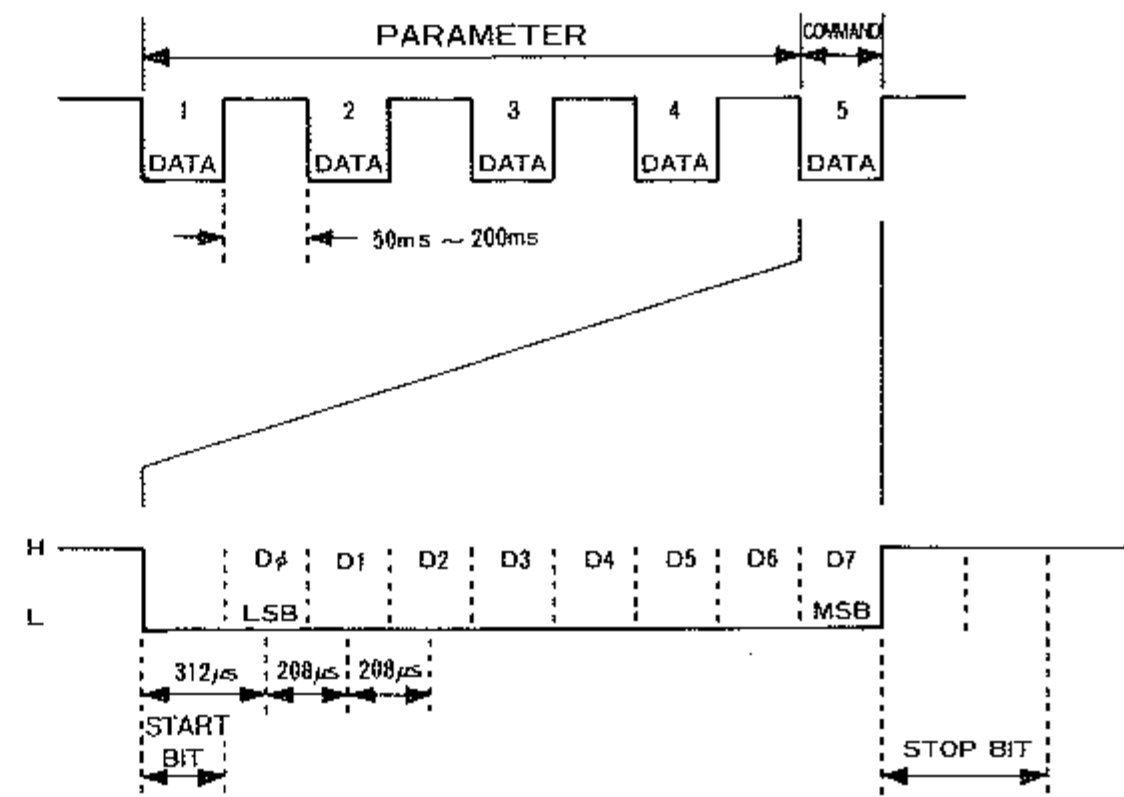 PARAMETER COMMAND
1 2 3 4 5
DATA DATA DATA DATA DATA
50ms ~ 200ms
H Dφ D1 D2 D3 D4 D5 D6 D7
L LSB MSB
312μs 208μs 208μs
START
BIT
STOP BIT